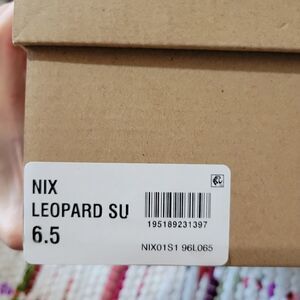 NIX
LEOPARD SU
6.5
195189231397
NIX01S1 96L065